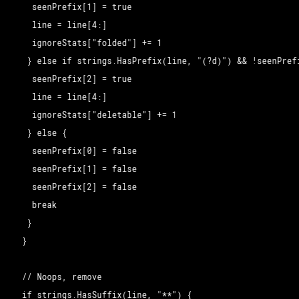 seenPrefix[1] = true
line = line[4:]
ignoreStats["folded"] += 1
} else if strings.HasPrefix(line, "(?d)") && !seenPrefi
seenPrefix[2] = true
line = line[4:]
ignoreStats["deletable"] += 1
} else {
seenPrefix[0] = false
seenPrefix[1] = false
seenPrefix[2] = false
break
}
}
// Noops, remove
if strings.HasSuffix(line, "**") {